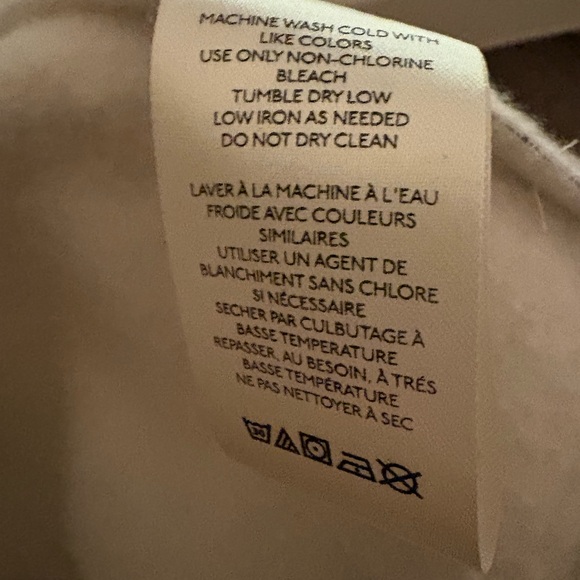 MACHINE WASH COLD WITH
LIKE COLORS
USE ONLY NON-CHLORINE
BLEACH
TUMBLE DRY LOW
LOW IRON AS NEEDED
DO NOT DRY CLEAN
LAVER À LA MACHINE À L'EAU
FROIDE AVEC COULEURS
SIMILAIRES
UTILISER UN AGENT DE
BLANCHIMENT SANS CHLORE
SI NÉCESSAIRE
SECHER PAR CULBUTAGE À
BASSE TEMPERATURE
REPASSER, AU BESOIN, À TRÉS
BASSE TEMPÉRATURE
NE PAS NETTOYER À SEC
30